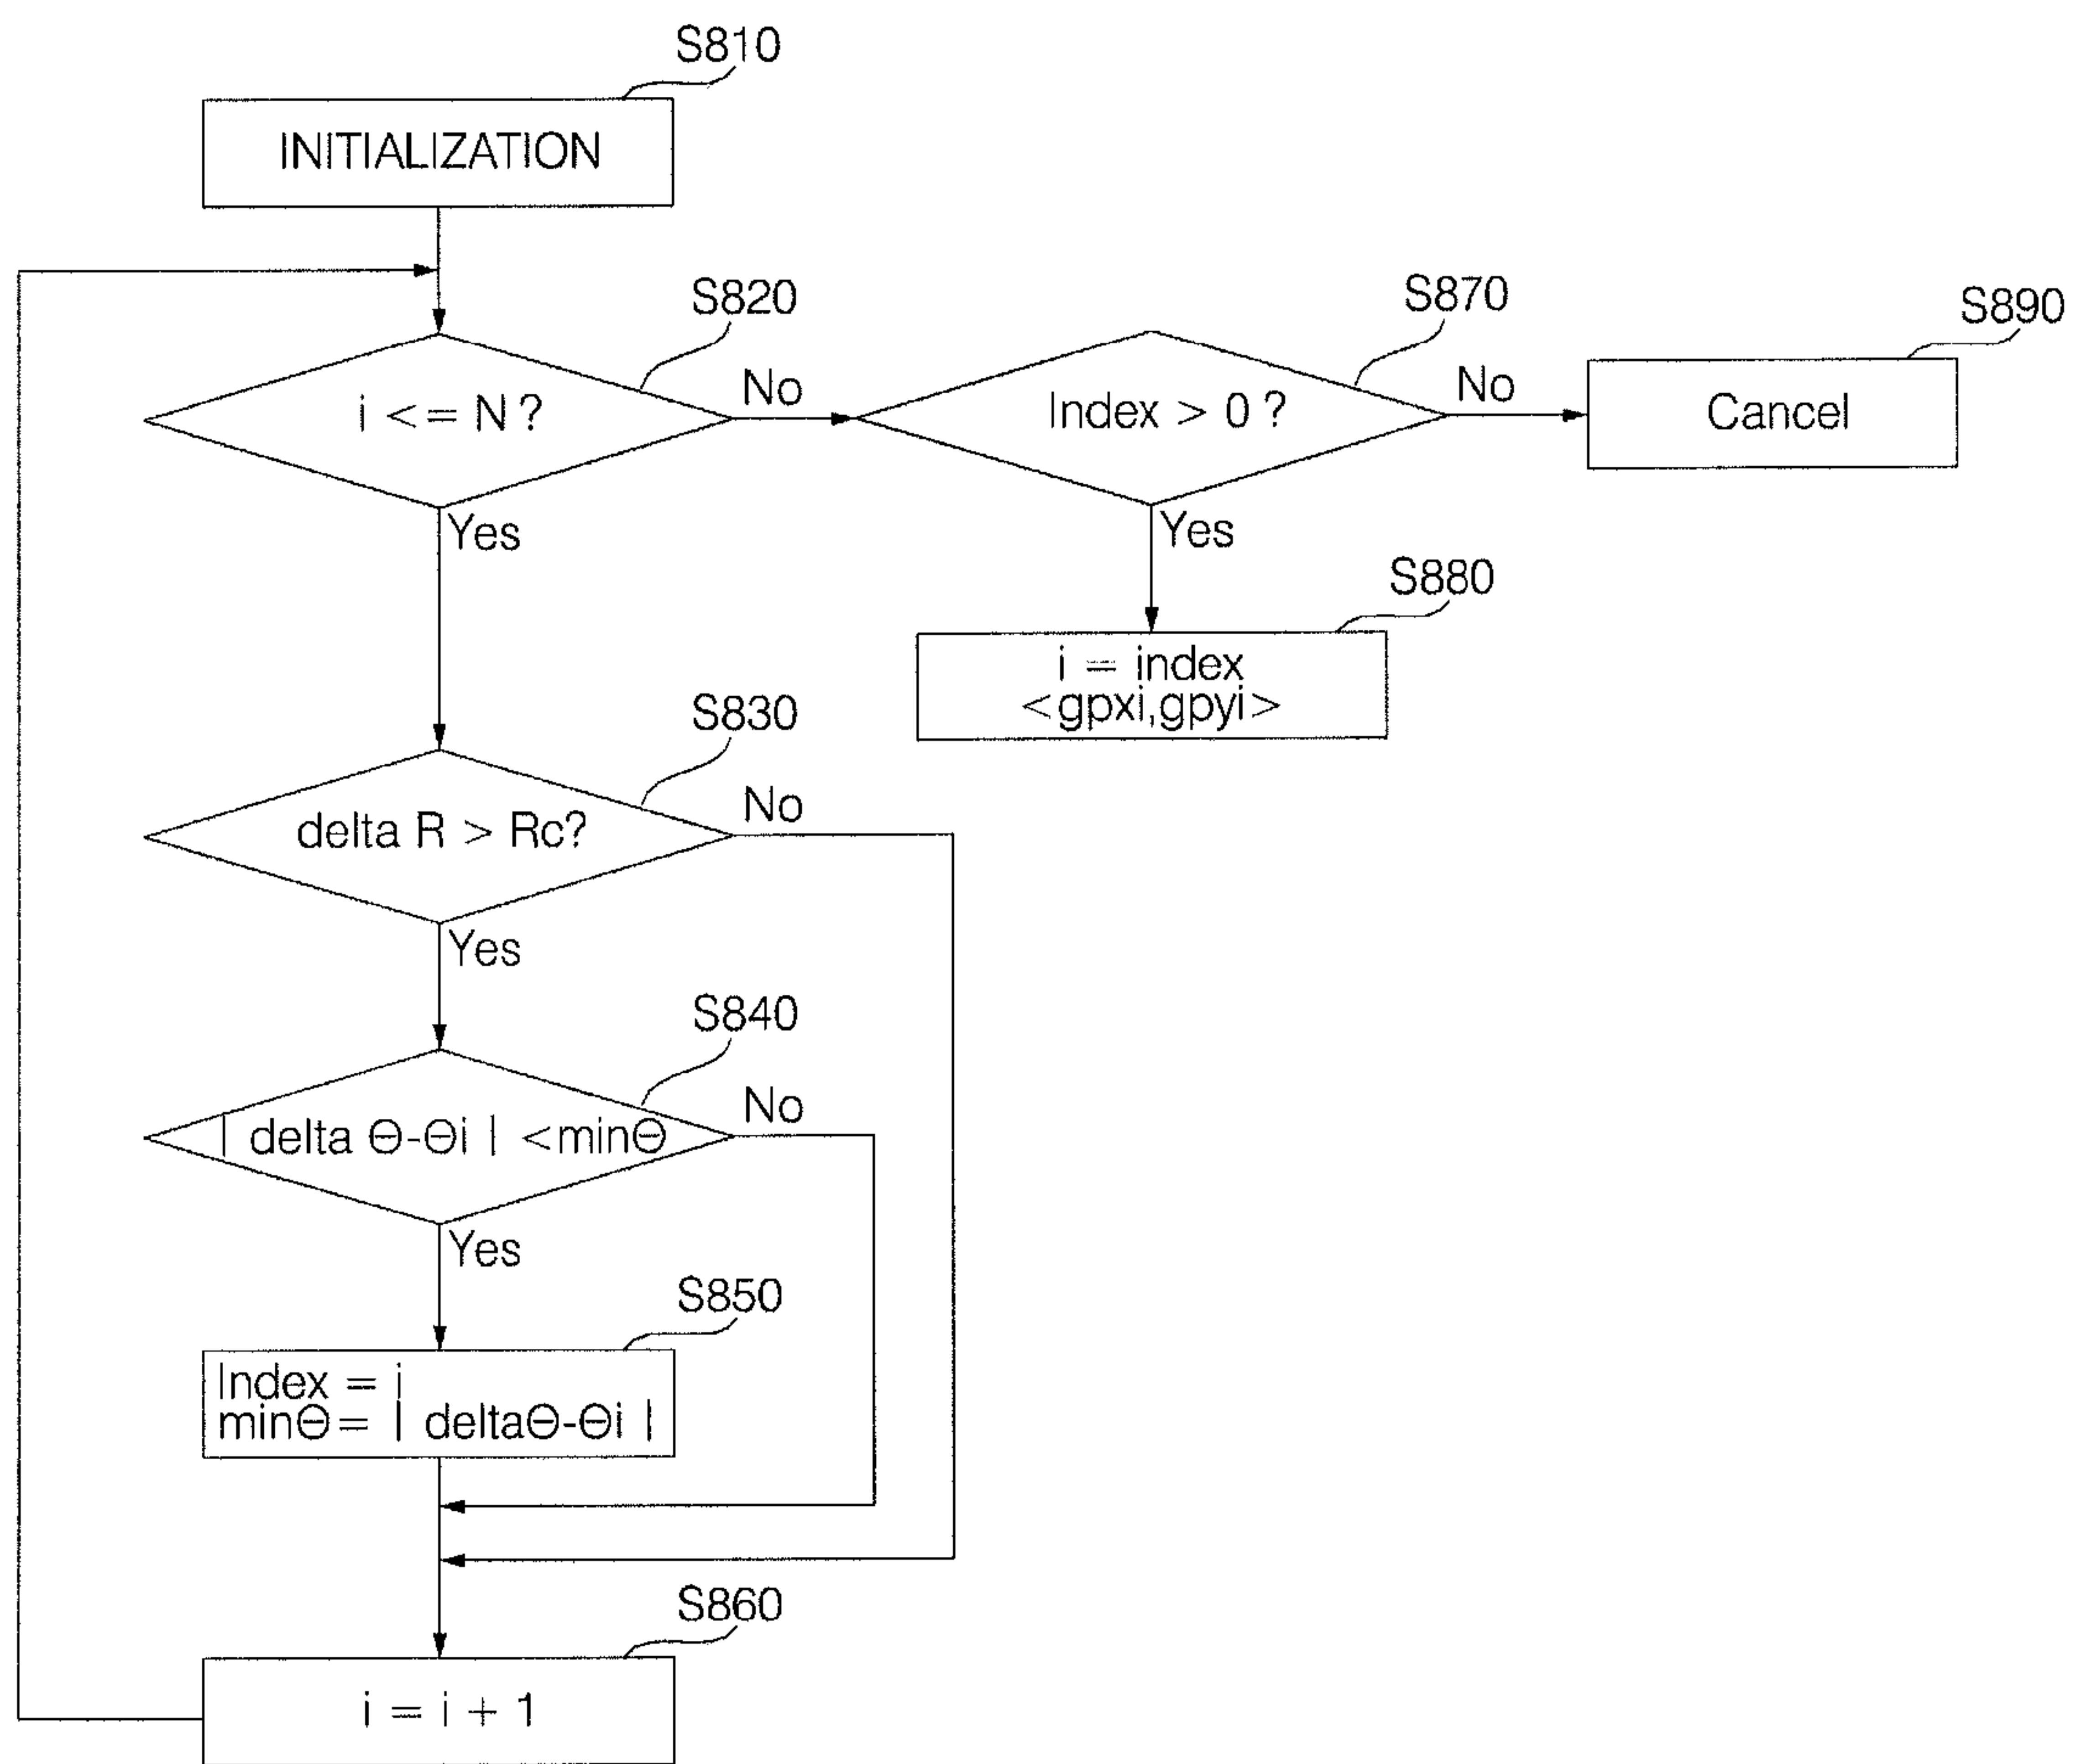 S810
INITIALIZATION
S820
i <= N ?
No
Yes
S870
Index > 0 ?
No
Yes
S890
Cancel
S880
i = index
<gpxi,gpyi>
S830
delta R > Rc?
No
Yes
S840
| delta Θ-Θi | <minΘ
No
Yes
S850
Index = i
minΘ= | deltaΘ-Θi |
S860
i = i + 1